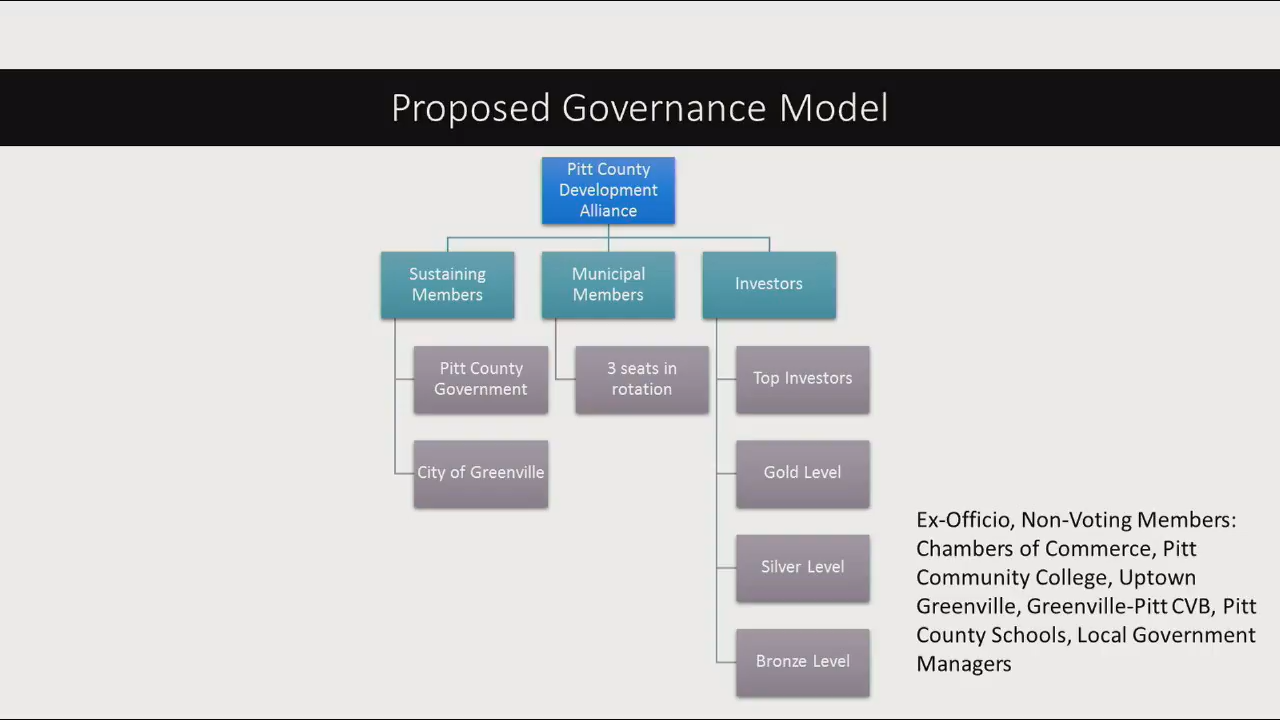 Proposed Governance Model
Pitt County
Development
Alliance
Sustaining
Members
Municipal
Members
Investors
Pitt County
Government
3 seats in
rotation
Top Investors
City of Greenville
Gold Level
Silver Level
Bronze Level
Ex-Officio, Non-Voting Members:
Chambers of Commerce, Pitt
Community College, Uptown
Greenville, Greenville-Pitt CVB, Pitt
County Schools, Local Government
Managers